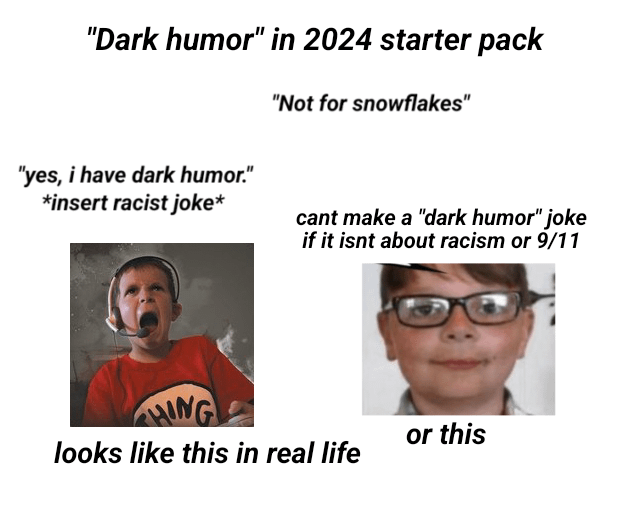 "Dark humor" in 2024 starter pack
"Not for snowflakes"
"yes, i have dark humor."
*insert racist joke*
cant make a "dark humor" joke
if it isnt about racism or 9/11
THING
looks like this in real life
or this